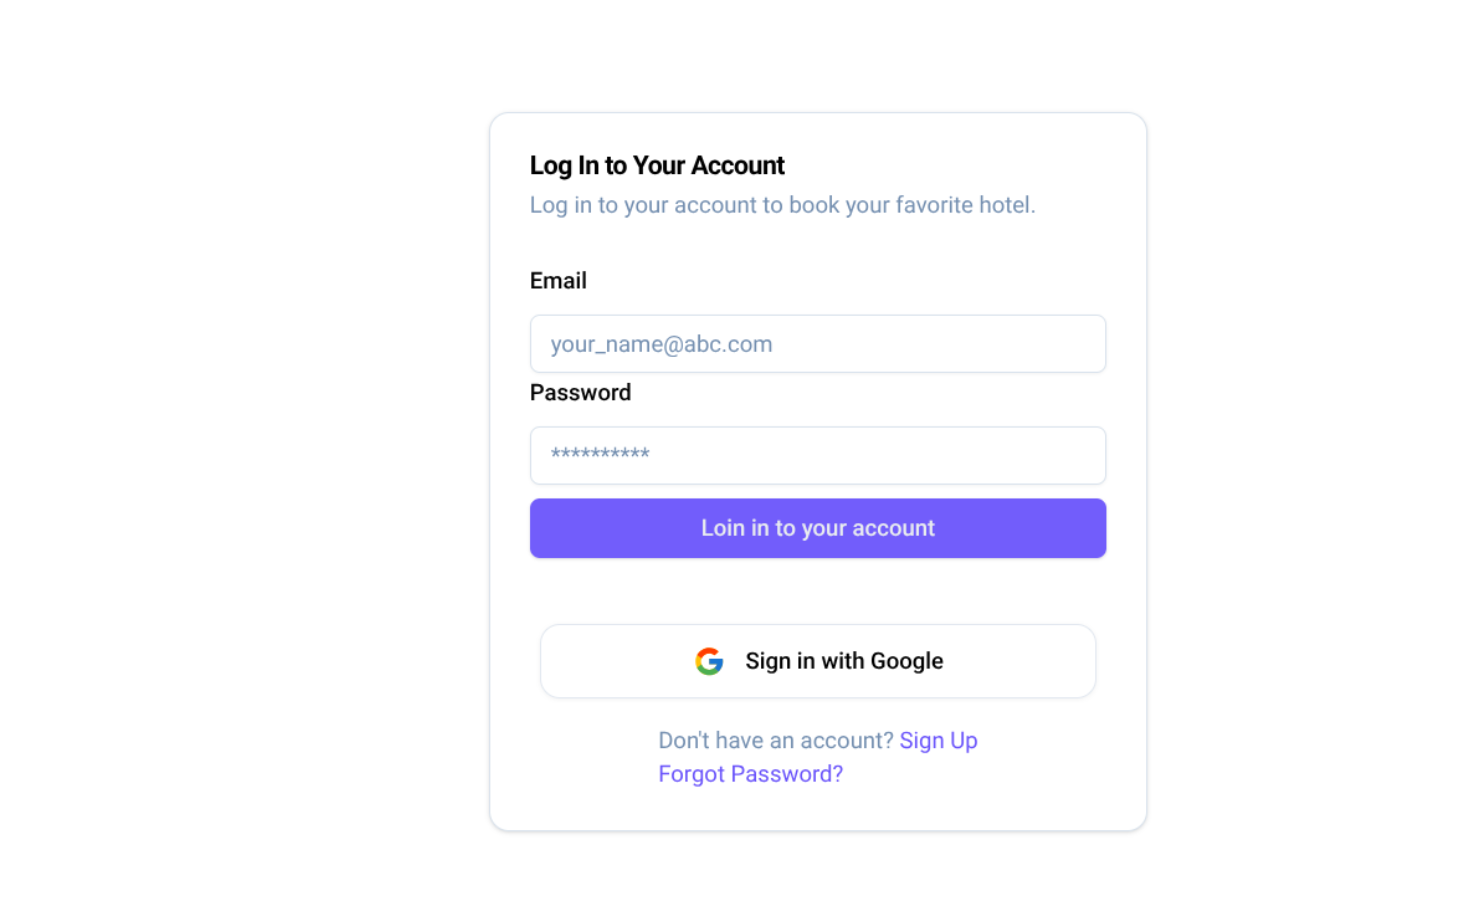 Log In to Your Account
Log in to your account to book your favorite hotel.
Email
your_name@abc.com
Password
**********
Loin in to your account
Sign in with Google
Don't have an account? Sign Up
Forgot Password?